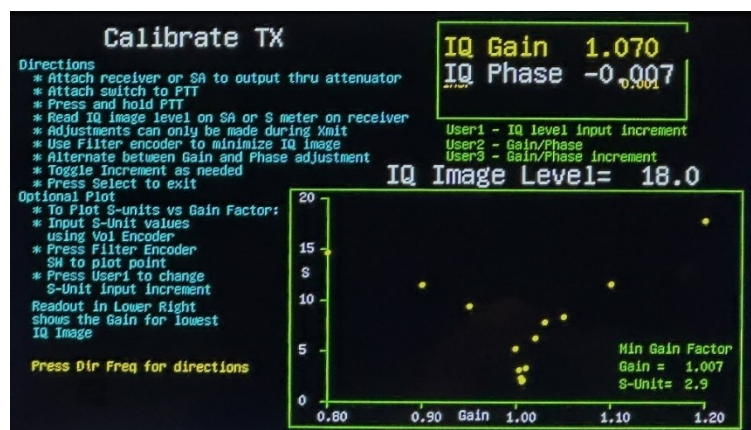 Calibrate TX
Directions
* Attach receiver or SA to output thru attenuator
* Attach switch to PTT
* Press and hold PTT
* Read IQ image level on SA or S meter on receiver
* Adjustments can only be made during Xmit
* Use Filter encoder to minimize IQ image
* Alternate between Gain and Phase adjustment
* Toggle Increment as needed
* Press Select to exit
Optional Plot
* To Plot S-units vs Gain Factor:
* Input S-Unit values
using Vol Encoder
* Press Filter Encoder
SW to plot point
* Press User1 to change
S-Unit input increment
Readout in Lower Right
shows the Gain for lowest
IQ Image
Press Dir Freq for directions
IQ Gain 1.070
IQ Phase -0.007
0.001
User1 - IQ level input increment
User2 - Gain/Phase
User3 - Gain/Phase increment
IQ Image Level= 18.0
20
15
S
10
5
0
0.80 0.90 Gain 1.00 1.10 1.20
Min Gain Factor
Gain = 1.007
S-Unit= 2.9